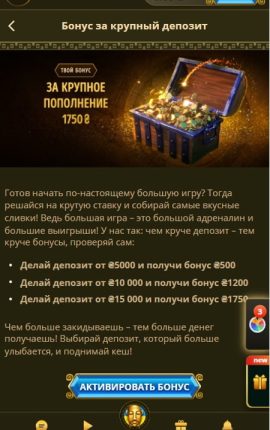 Бонус за крупный депозит
ТВОЙ БОНУС
ЗА КРУПНОЕ
ПОПОЛНЕНИЕ
1750 ₴
Готов начать по-настоящему большую игру? Тогда
решайся на крутую ставку и собирай самые вкусные
сливки! Ведь большая игра – это большой адреналин и
большие выигрыши! У нас так: чем круче депозит – тем
круче бонусы, проверяй сам:
• Делай депозит от ₴5000 и получи бонус ₴500
• Делай депозит от ₴10 000 и получи бонус ₴1200
• Делай депозит от ₴15 000 и получи бонус ₴1750
3
Чем больше закидываешь – тем больше денег
получаешь! Выбирай депозит, который больше
улыбается, и поднимай кеш!
new
АКТИВИРОВАТЬ БОНУС